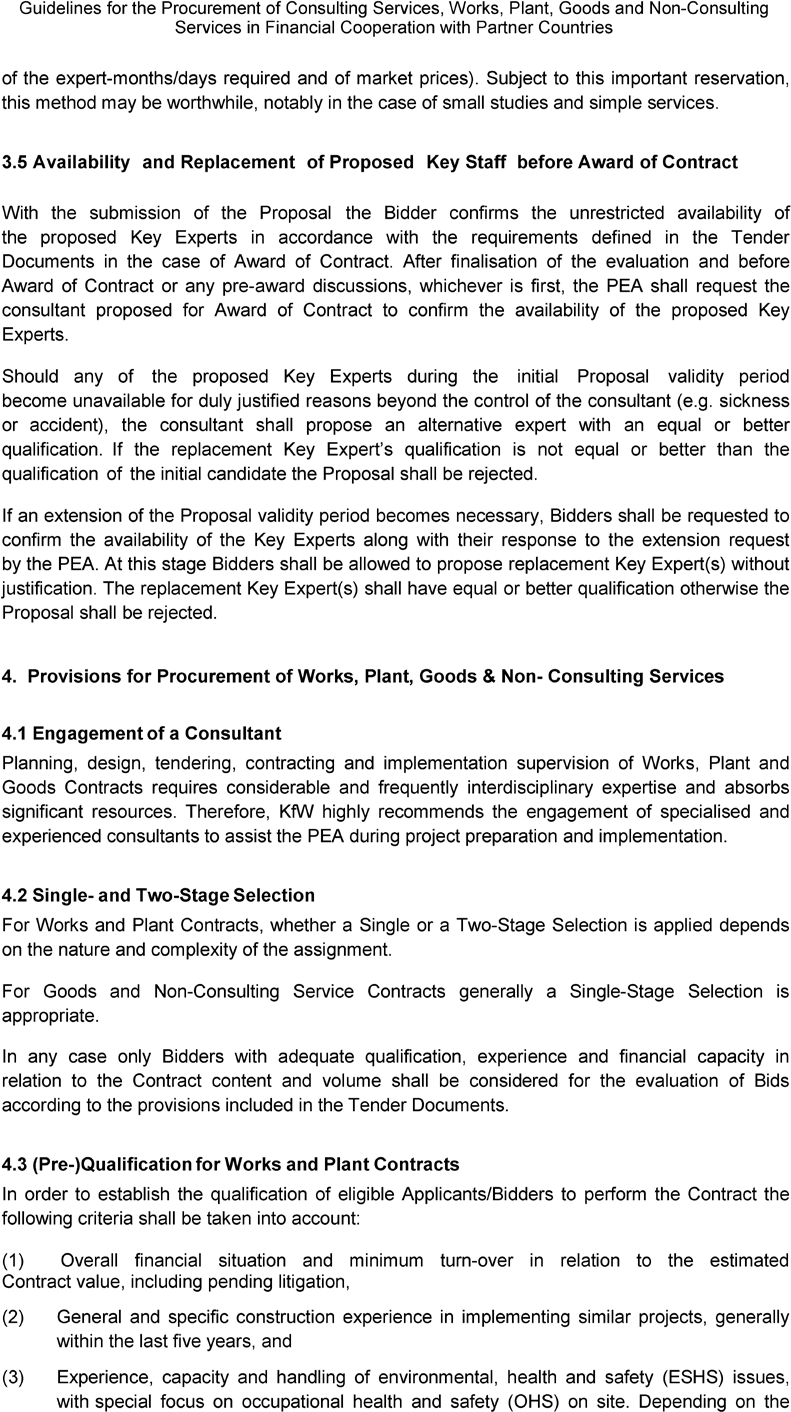 Guidelines for the Procurement of Consulting Services, Works, Plant, Goods and Non-Consulting
Services in Financial Cooperation with Partner Countries
of the expert-months/days required and of market prices). Subject to this important reservation,
this method may be worthwhile, notably in the case of small studies and simple services.
3.5 Availability and Replacement of Proposed Key Staff before Award of Contract
With the submission of the Proposal the Bidder confirms the unrestricted availability of
the proposed Key Experts in accordance with the requirements defined in the Tender
Documents in the case of Award of Contract. After finalisation of the evaluation and before
Award of Contract or any pre-award discussions, whichever is first, the PEA shall request the
consultant proposed for Award of Contract to confirm the availability of the proposed Key
Experts.
Should any of the proposed Key Experts during the initial Proposal validity period
become unavailable for duly justified reasons beyond the control of the consultant (e.g. sickness
or accident), the consultant shall propose an alternative expert with an equal or better
qualification. If the replacement Key Expert's qualification is not equal or better than the
qualification of the initial candidate the Proposal shall be rejected.
If an extension of the Proposal validity period becomes necessary, Bidders shall be requested to
confirm the availability of the Key Experts along with their response to the extension request
by the PEA. At this stage Bidders shall be allowed to propose replacement Key Expert(s) without
justification. The replacement Key Expert(s) shall have equal or better qualification otherwise the
Proposal shall be rejected.
4. Provisions for Procurement of Works, Plant, Goods & Non- Consulting Services
4.1 Engagement of a Consultant
Planning, design, tendering, contracting and implementation supervision of Works, Plant and
Goods Contracts requires considerable and frequently interdisciplinary expertise and absorbs
significant resources. Therefore, KfW highly recommends the engagement of specialised and
experienced consultants to assist the PEA during project preparation and implementation.
4.2 Single- and Two-Stage Selection
For Works and Plant Contracts, whether a Single or a Two-Stage Selection is applied depends
on the nature and complexity of the assignment.
For Goods and Non-Consulting Service Contracts generally a Single-Stage Selection is
appropriate.
In any case only Bidders with adequate qualification, experience and financial capacity in
relation to the Contract content and volume shall be considered for the evaluation of Bids
according to the provisions included in the Tender Documents.
4.3 (Pre-)Qualification for Works and Plant Contracts
In order to establish the qualification of eligible Applicants/Bidders to perform the Contract the
following criteria shall be taken into account:
(1) Overall financial situation and minimum turn-over in relation to the estimated
Contract value, including pending litigation,
(2) General and specific construction experience in implementing similar projects, generally
within the last five years, and
(3) Experience, capacity and handling of environmental, health and safety (ESHS) issues,
with special focus on occupational health and safety (OHS) on site. Depending on the